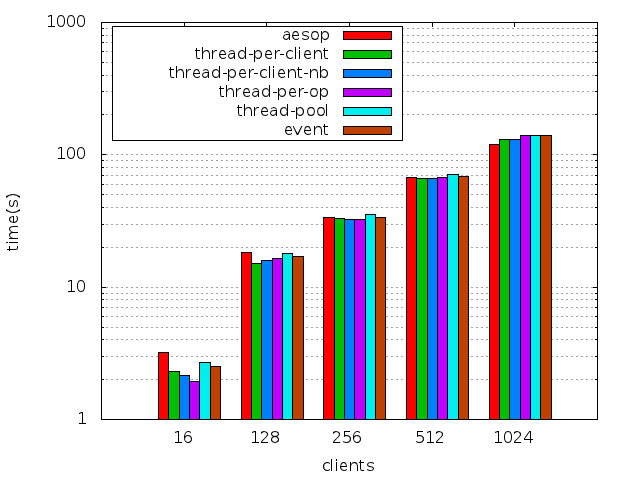 1000
100
10
1
time(s)
aesop
thread-per-client
thread-per-client-nb
thread-per-op
thread-pool
event
16 128 256 512 1024
clients